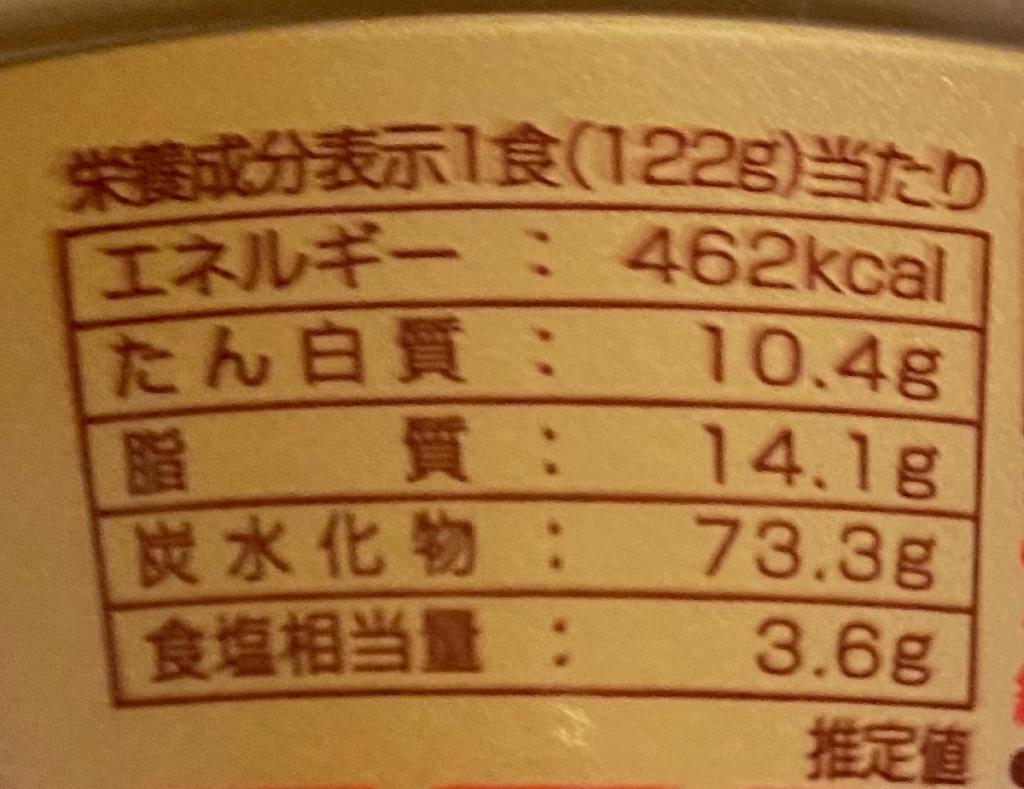 栄養成分表示1食(122g)当たり
エネルギー : 462kcal
たん白質 : 10.4g
脂質 : 14.1g
炭水化物 : 73.3g
食塩相当量 : 3.6g
推定値